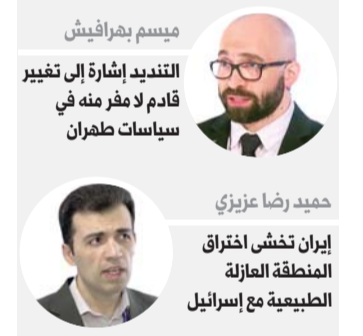 ميسم بهرافيش
التنديد إشارة إلى تغيير
قادم لا مفر منه في
سياسات طهران
حميد رضا عزيزي
إيران تخشى اختراق
المنطقة العازلة
الطبيعية مع إسرائيل